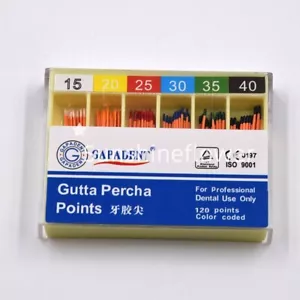 15 20 25 30 35 40
GAPADENT
Gutta Percha
Points 牙胶尖
For Professional
Dental Use Only
120 points
Color coded
ISO 9001